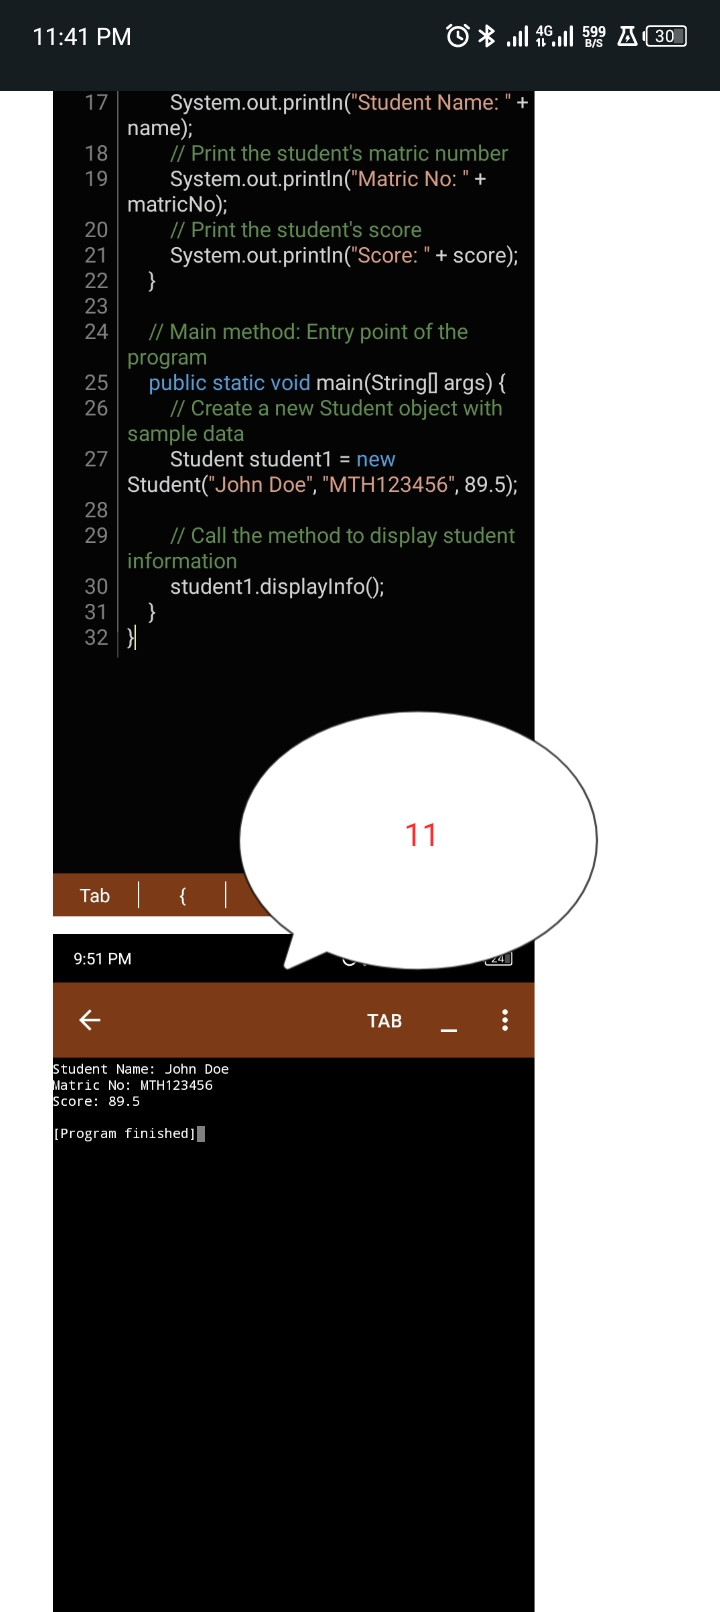 11:41 PM 4G 599 B/S 30
17 System.out.println("Student Name: " +
name);
18 // Print the student's matric number
19 System.out.println("Matric No: " +
matricNo);
20 // Print the student's score
21 System.out.println("Score: " + score);
22 }
23
24 // Main method: Entry point of the
program
25 public static void main(String[] args) {
26 // Create a new Student object with
sample data
27 Student student1 = new
Student("John Doe", "MTH123456", 89.5);
28
29 // Call the method to display student
information
30 student1.displayInfo();
31 }
32 }
11
Tab {
9:51 PM 24
TAB
Student Name: John Doe
Matric No: MTH123456
Score: 89.5
[Program finished]